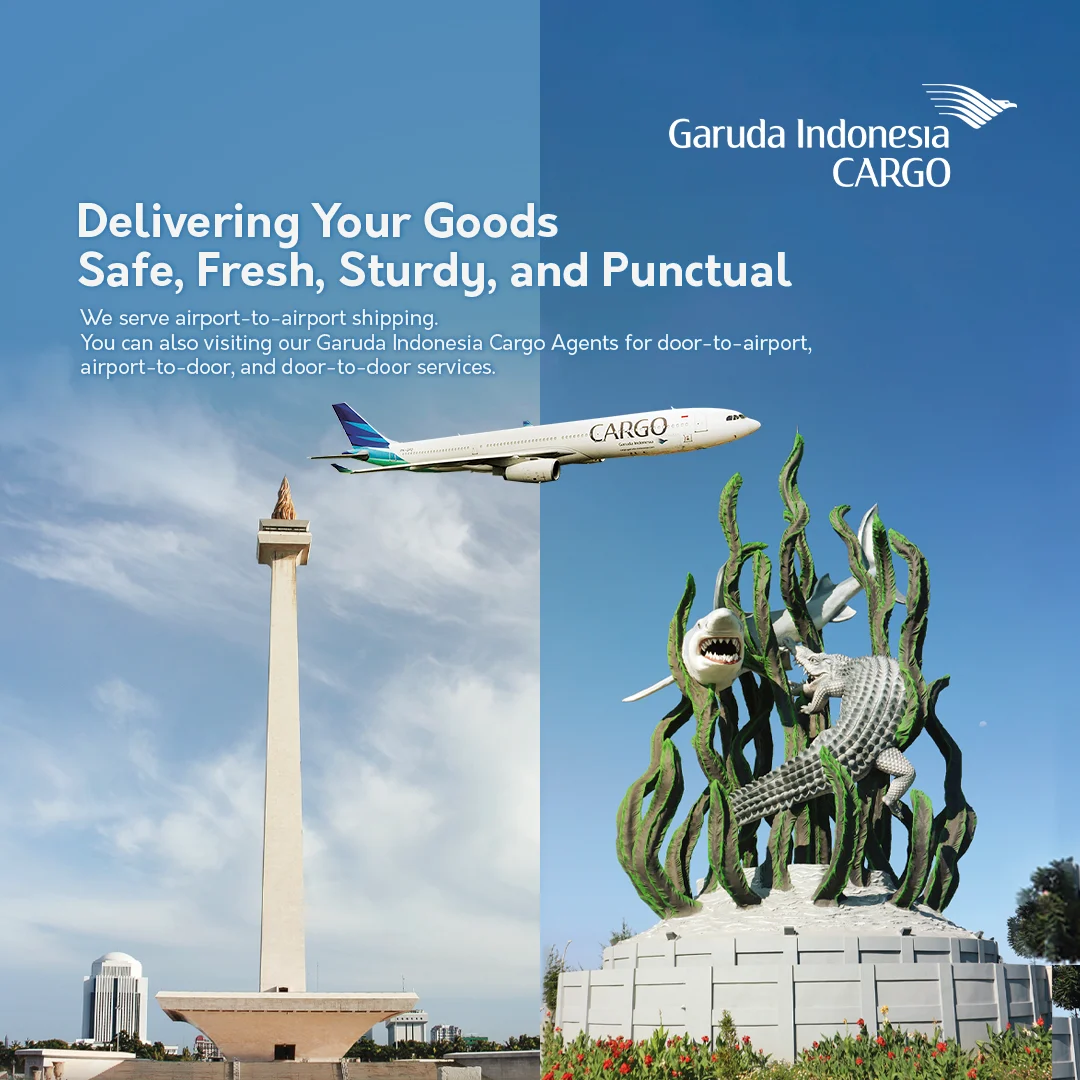 Garuda Indonesia
CARGO
Delivering Your Goods
Safe, Fresh, Sturdy, and Punctual
We serve airport-to-airport shipping.
You can also visiting our Garuda Indonesia Cargo Agents for door-to-airport,
airport-to-door, and door-to-door services.
CARGO
Garuda Indonesia